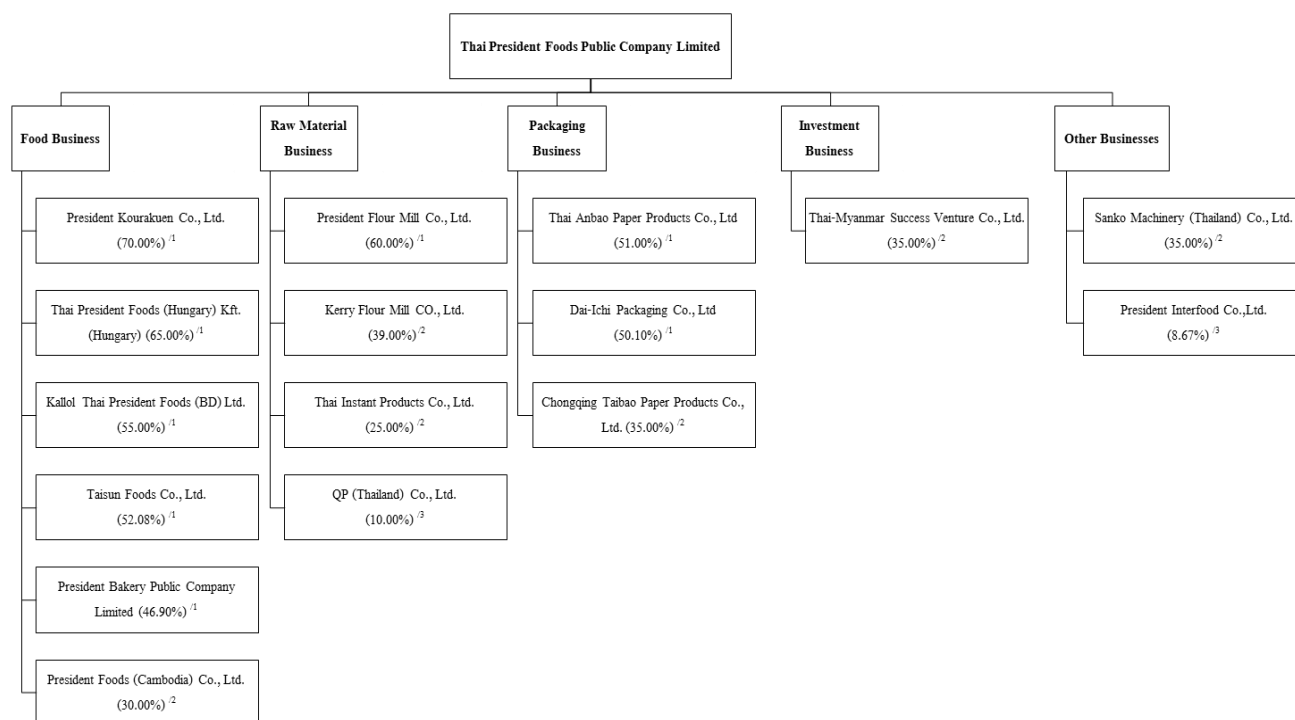 Thai President Foods Public Company Limited
Food Business
Raw Material
Business
Packaging
Business
Investment
Business
Other Businesses
President Kourakuen Co., Ltd.
(70.00%) /1
Thai President Foods (Hungary) Kft.
(Hungary) (65.00%) /1
Kallol Thai President Foods (BD) Ltd.
(55.00%) /1
Taisun Foods Co., Ltd.
(52.08%) /1
President Bakery Public Company
Limited (46.90%) /1
President Foods (Cambodia) Co., Ltd.
(30.00%) /2
President Flour Mill Co., Ltd.
(60.00%) /1
Kerry Flour Mill CO., Ltd.
(39.00%) /2
Thai Instant Products Co., Ltd.
(25.00%) /2
QP (Thailand) Co., Ltd.
(10.00%) /3
Thai Anbao Paper Products Co., Ltd
(51.00%) /1
Dai-Ichi Packaging Co., Ltd
(50.10%) /1
Chongqing Taibao Paper Products Co.,
Ltd. (35.00%) /2
Thai-Myanmar Success Venture Co., Ltd.
(35.00%) /2
Sanko Machinery (Thailand) Co., Ltd.
(35.00%) /2
President Interfood Co.,Ltd.
(8.67%) /3